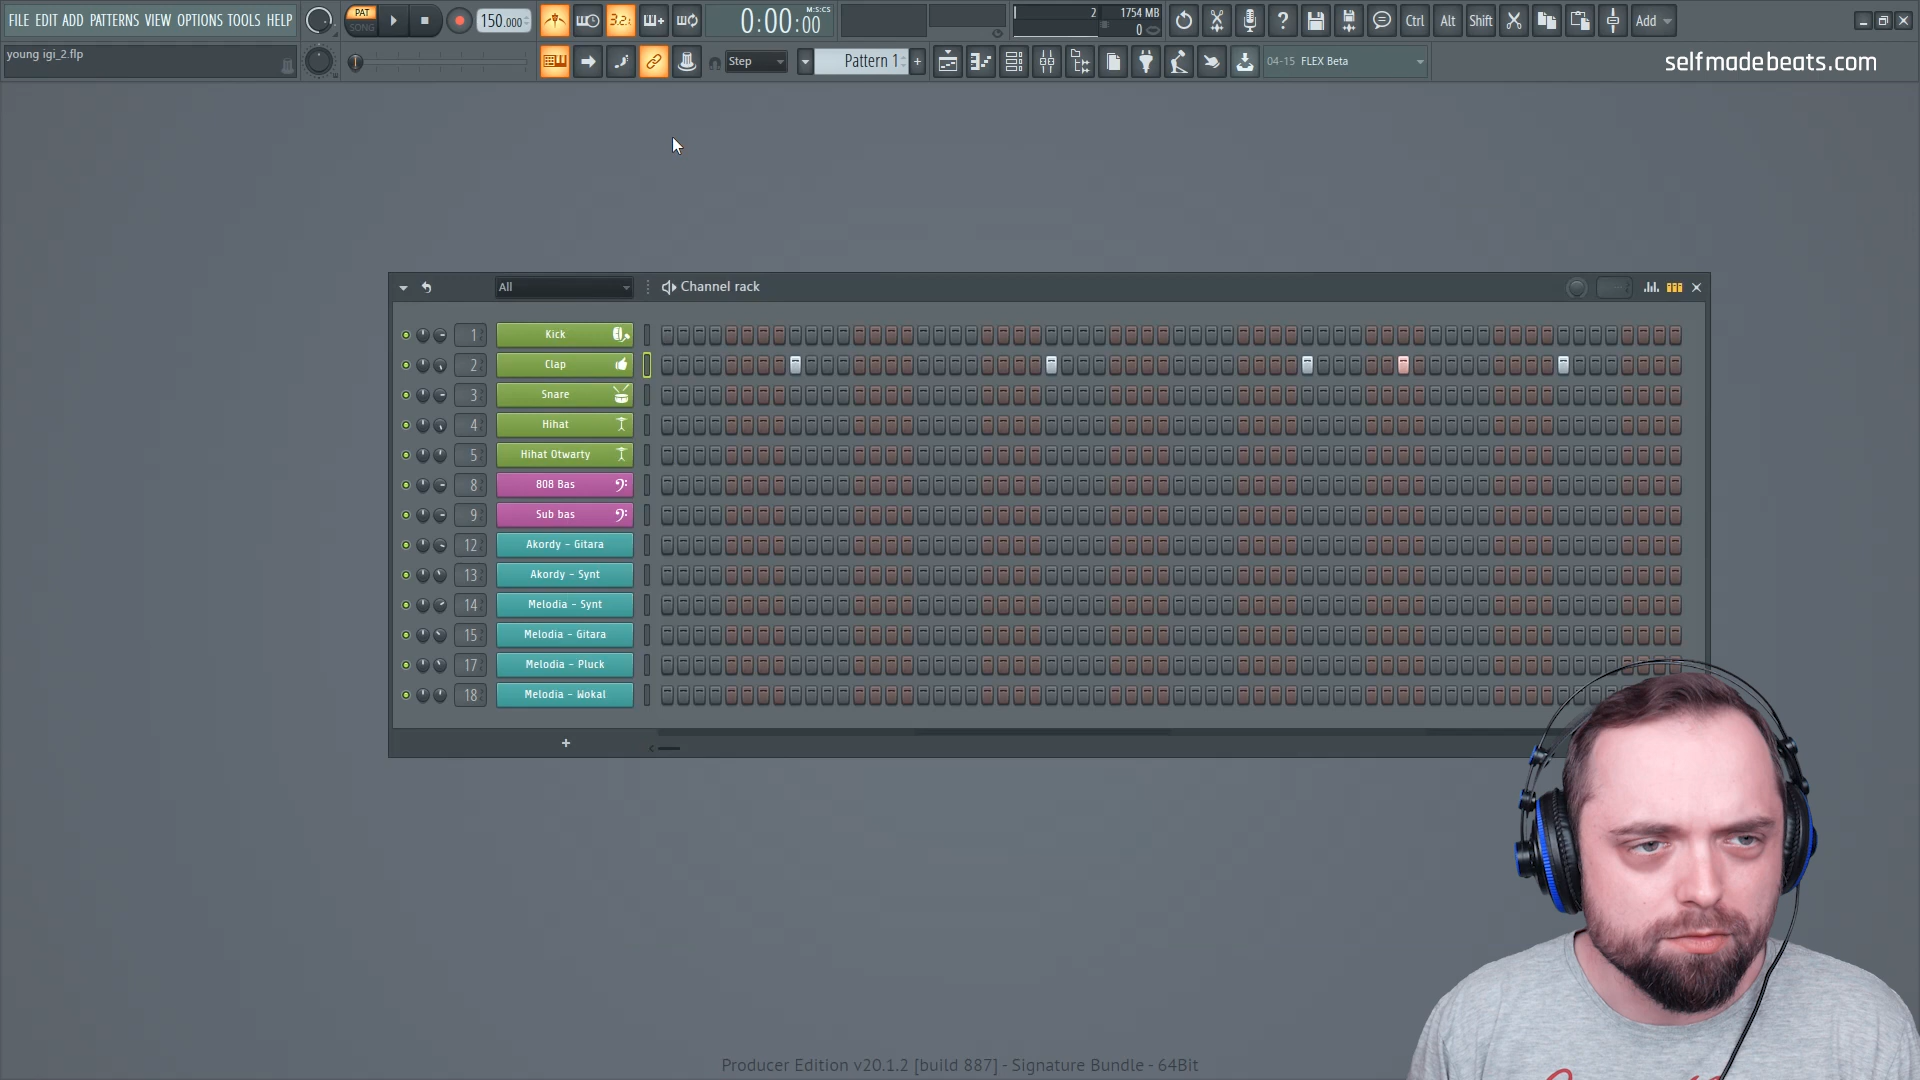 FILE EDIT ADD PATTERNS VIEW OPTIONS TOOLS HELP
PAT
SONG
150.000
3.2.
0:00:00
M:S:CS
2
1754 MB
0
Ctrl
Alt
Shift
Add
young igi_2.flp
Step
Pattern 1
04-15 FLEX Beta
selfmadebeats.com
All
Channel rack
1 Kick
2 Clap
3 Snare
4 Hihat
5 Hihat Otwarty
8 808 Bas
9 Sub bas
12 Akordy - Gitara
13 Akordy - Synt
14 Melodia - Synt
15 Melodia - Gitara
17 Melodia - Pluck
18 Melodia - Wokal
Producer Edition v20.1.2 [build 887] - Signature Bundle - 64Bit